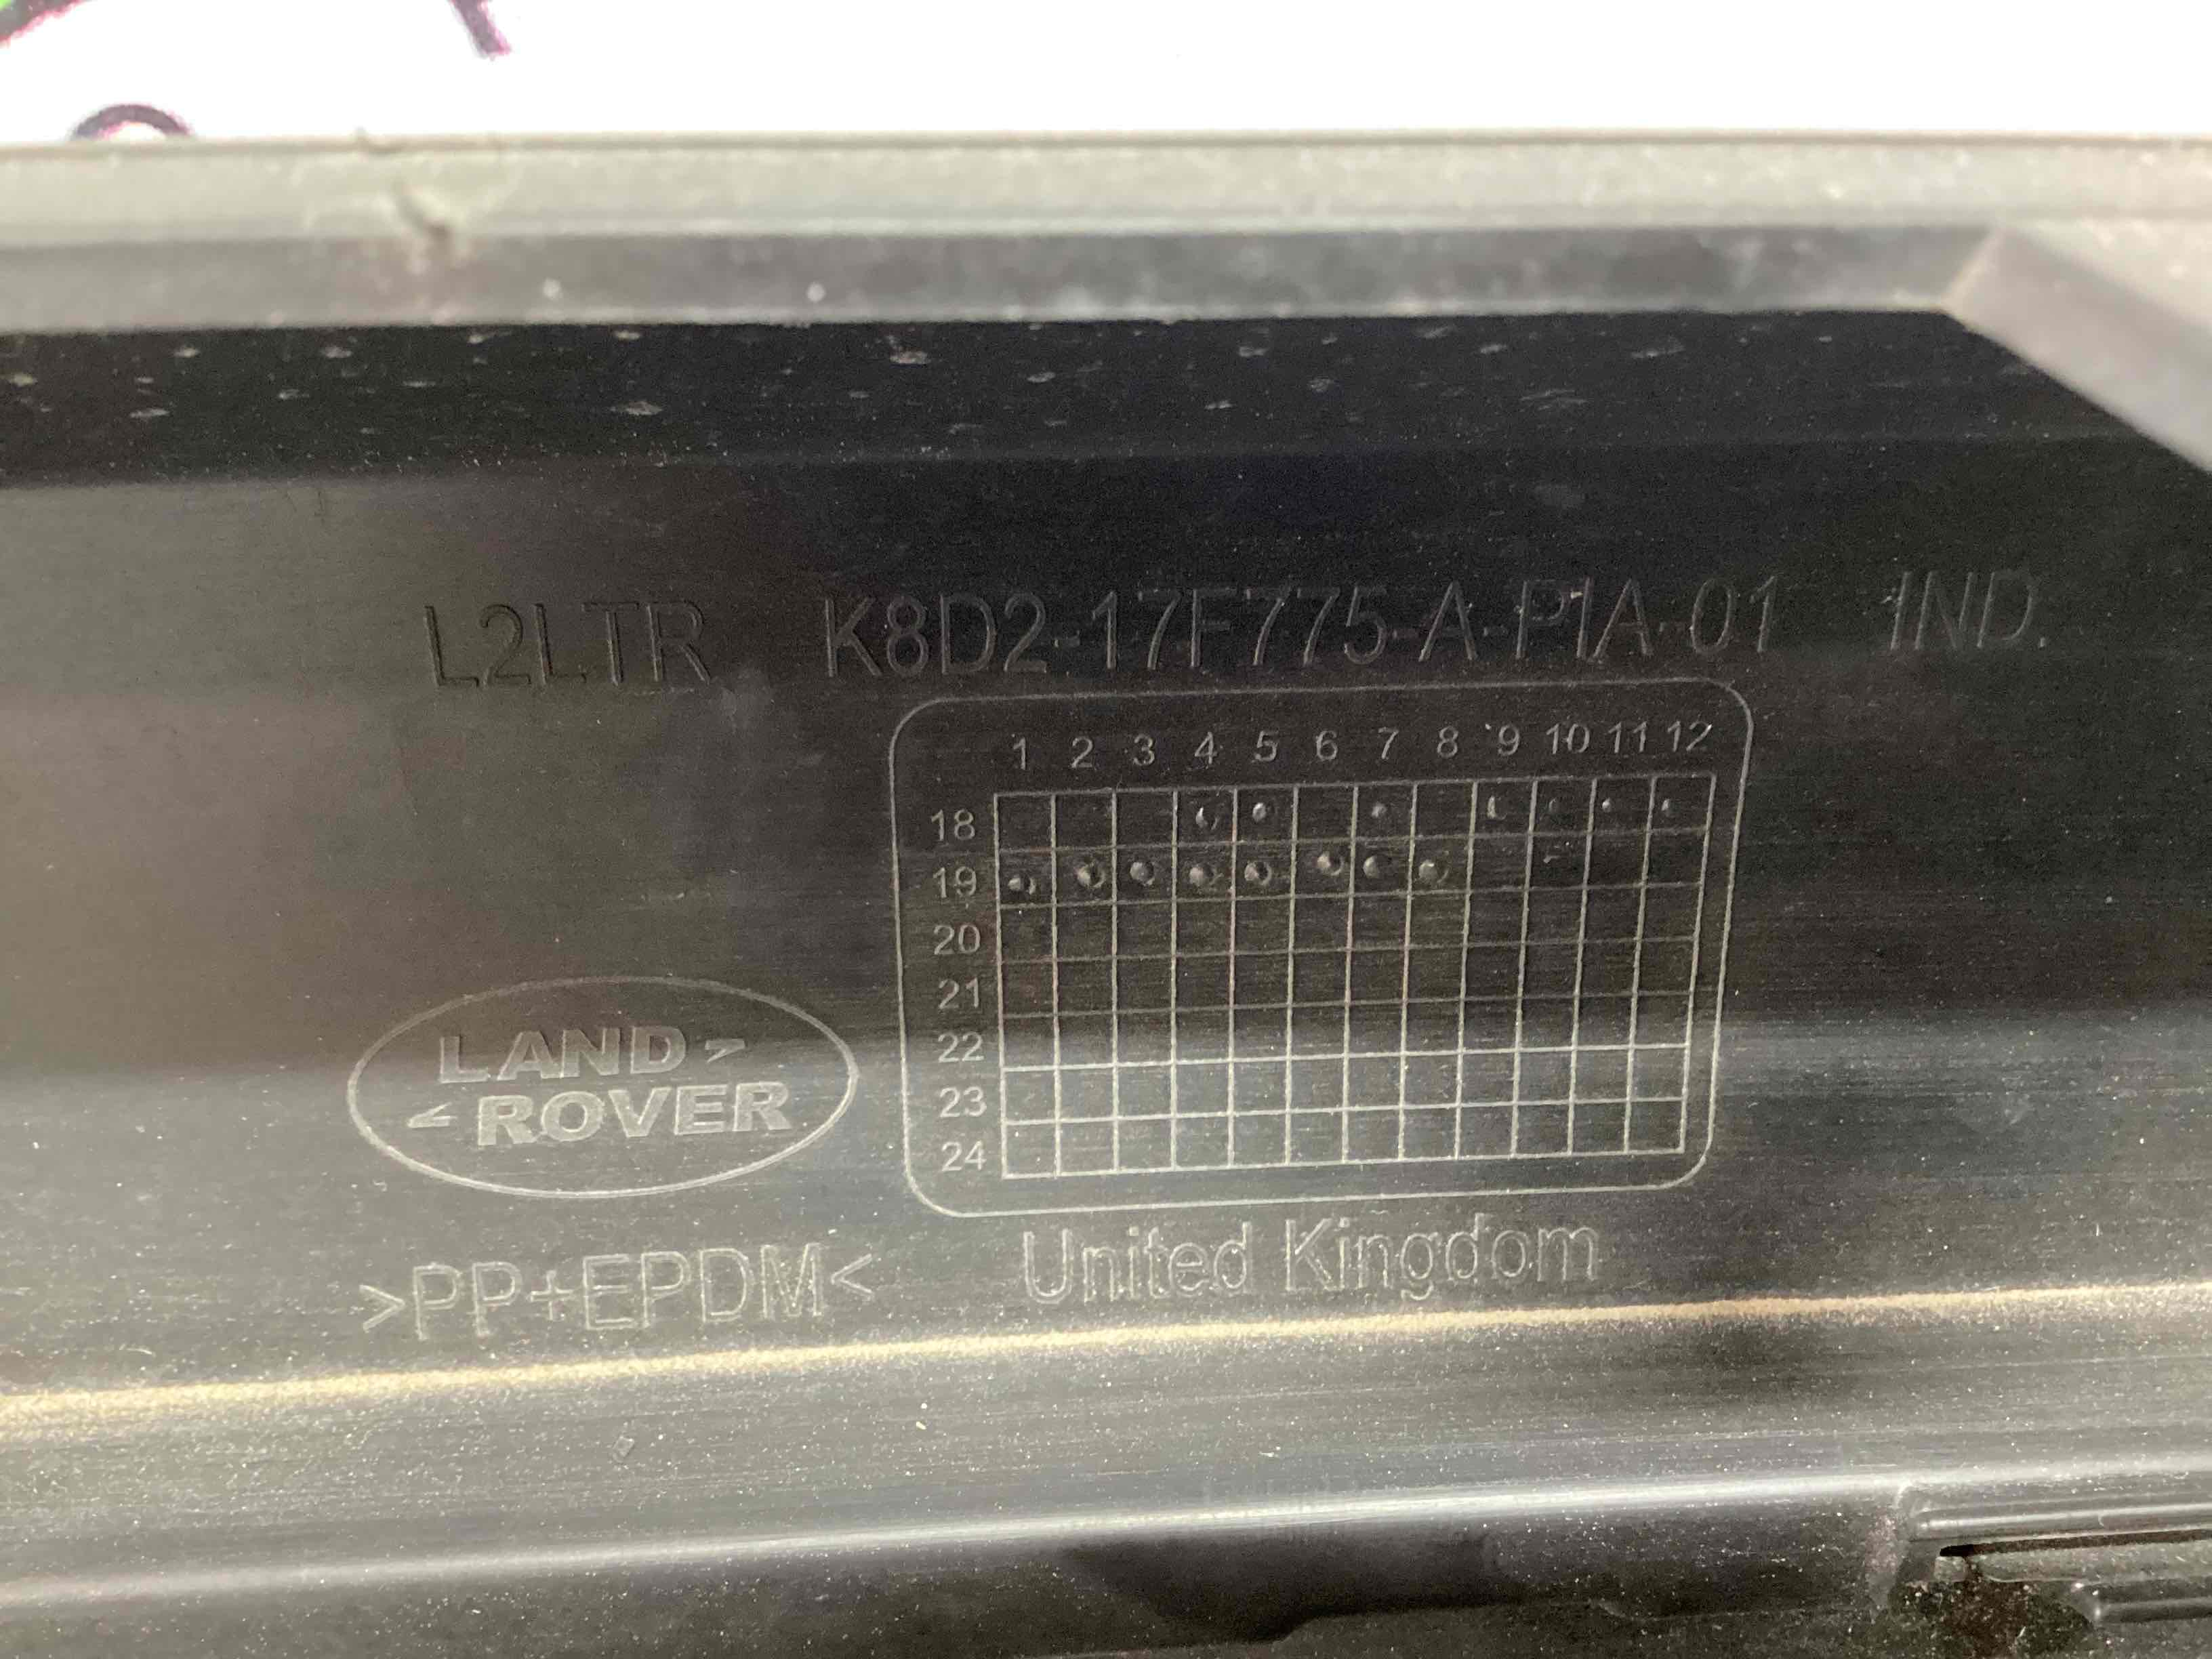 L2LTR K8D2-17F775-A-PIA-01 IND.
1 2 3 4 5 6 7 8 9 10 11 12
18
19
20
21
22
23
24
LAND
ROVER
>PP+EPDM<
United Kingdom